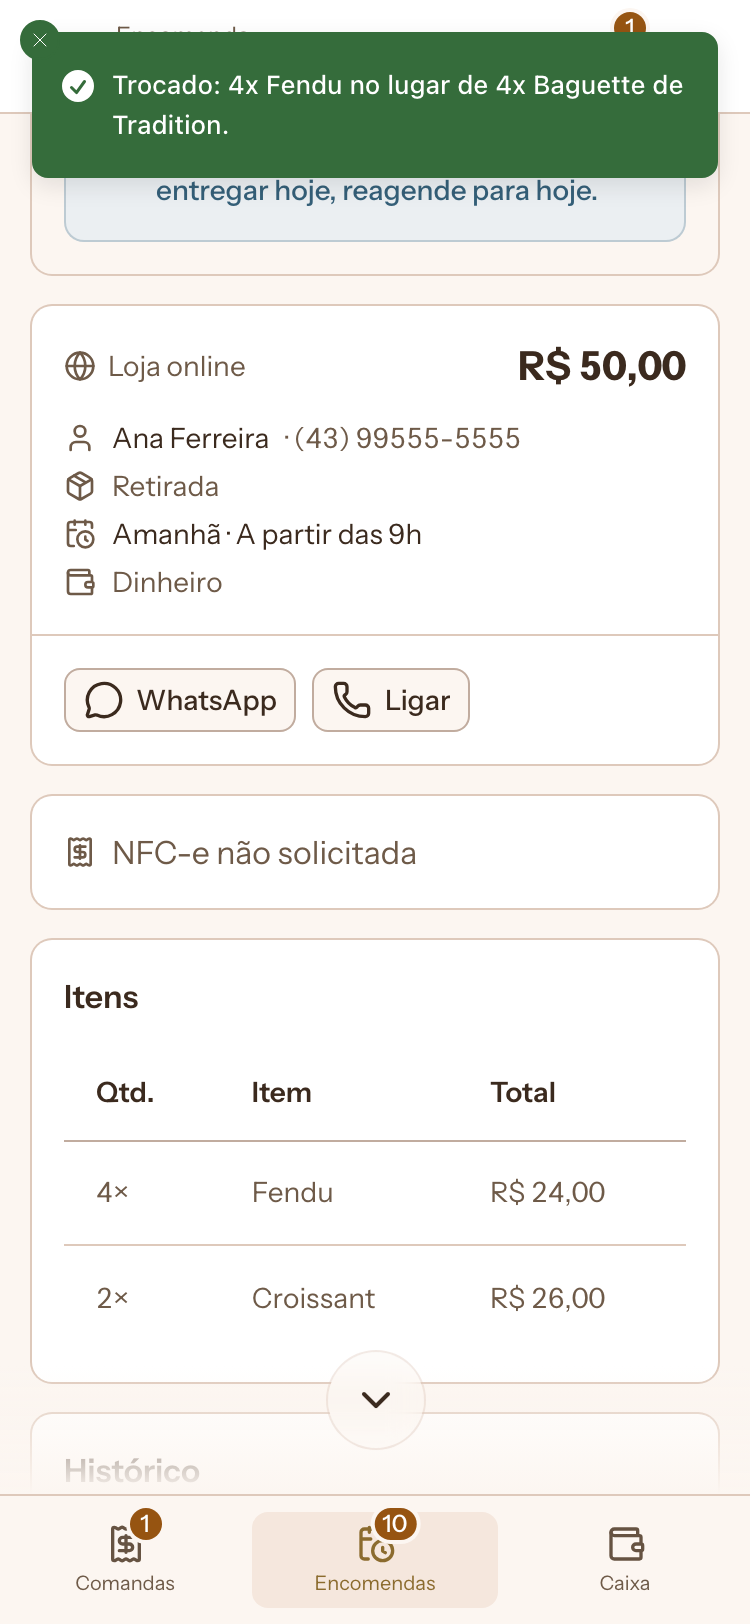 1
Trocado: 4x Fendu no lugar de 4x Baguette de
Tradition.
entregar hoje, reagende para hoje.
Loja online
R$ 50,00
Ana Ferreira · (43) 99555-5555
Retirada
Amanhã · A partir das 9h
Dinheiro
WhatsApp
Ligar
NFC-e não solicitada
Itens
Qtd. Item Total
4× Fendu R$ 24,00
2× Croissant R$ 26,00
Histórico
1
10
Comandas
Encomendas
Caixa